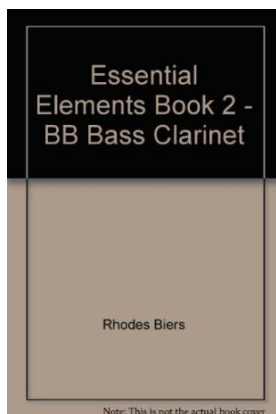 Essential
Elements Book 2 -
BB Bass Clarinet
Rhodes Biers
Note: This is not the actual book cover